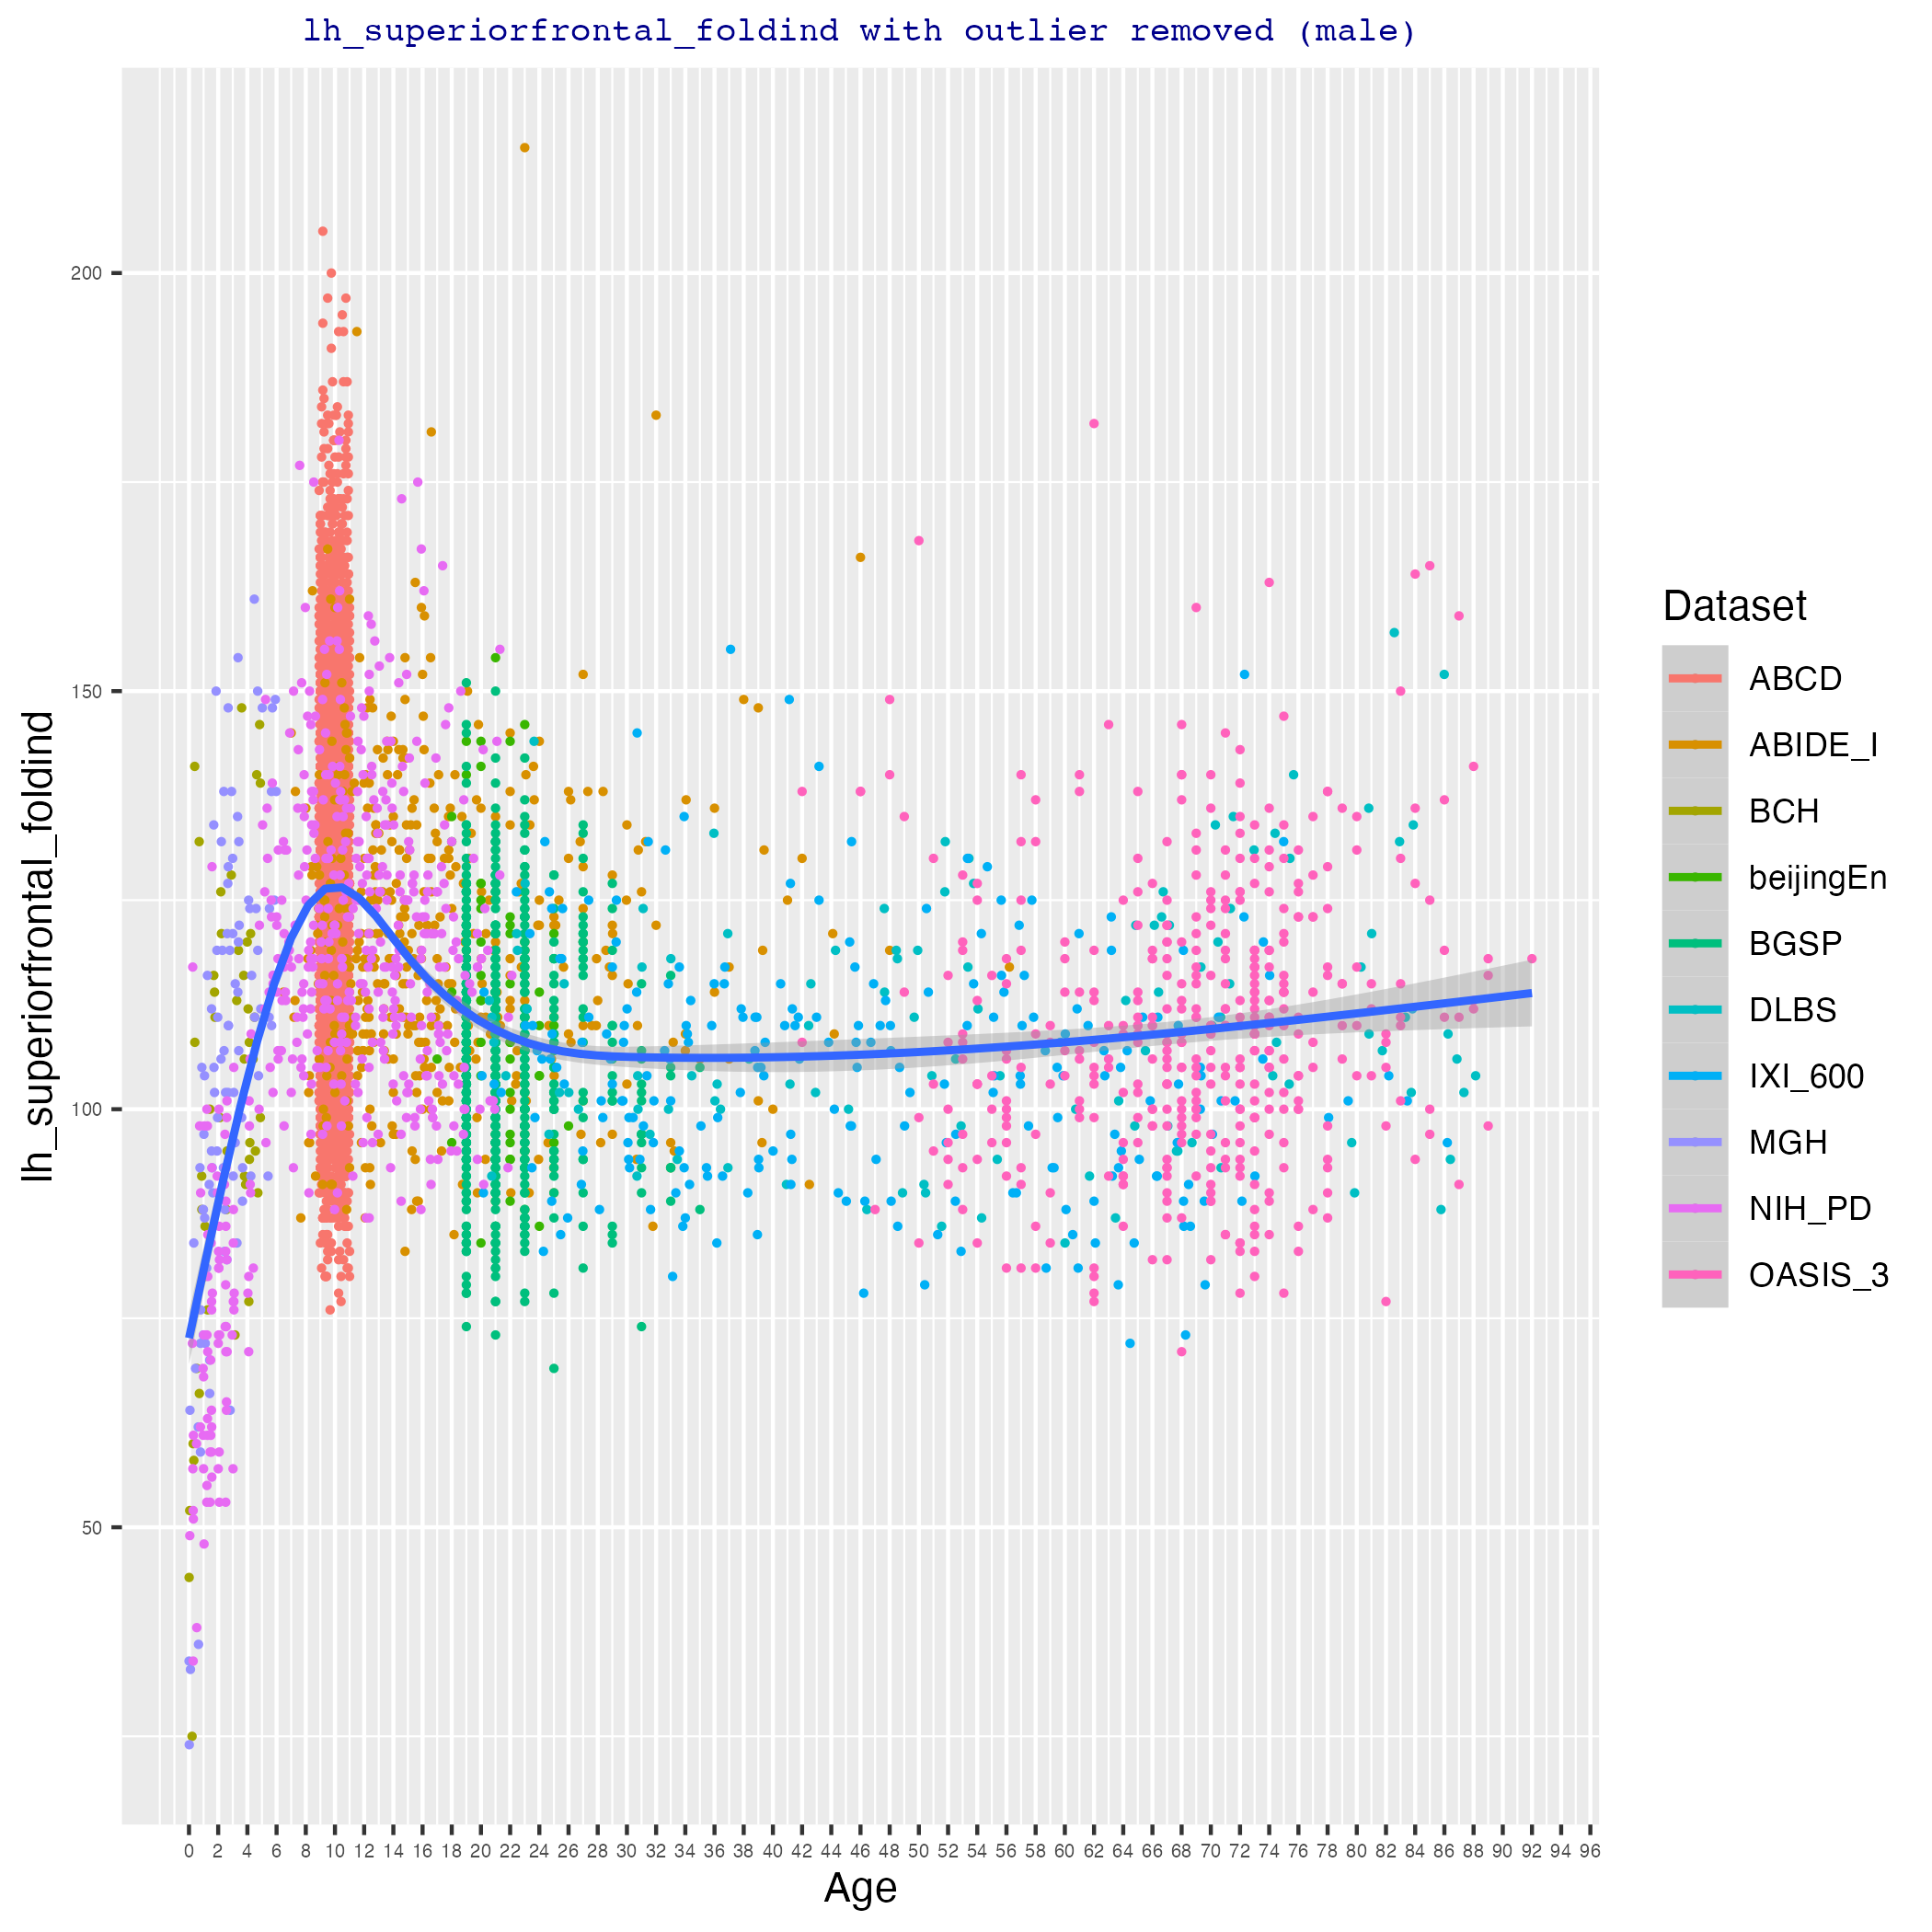 lh_superiorfrontal_foldind with outlier removed (male)
lh_superiorfrontal_foldind
200
150
100
50
0 2 4 6 8 10 12 14 16 18 20 22 24 26 28 30 32 34 36 38 40 42 44 46 48 50 52 54 56 58 60 62 64 66 68 70 72 74 76 78 80 82 84 86 88 90 92 94 96
Age
Dataset
ABCD
ABIDE_I
BCH
beijingEn
BGSP
DLBS
IXI_600
MGH
NIH_PD
OASIS_3